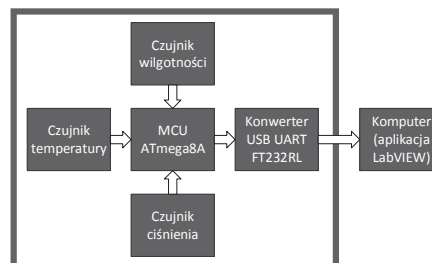 Czujnik
wilgotności
Czujnik
temperatury
MCU
ATmega8A
Konwerter
USB UART
FT232RL
Komputer
(aplikacja
LabVIEW)
Czujnik
ciśnienia